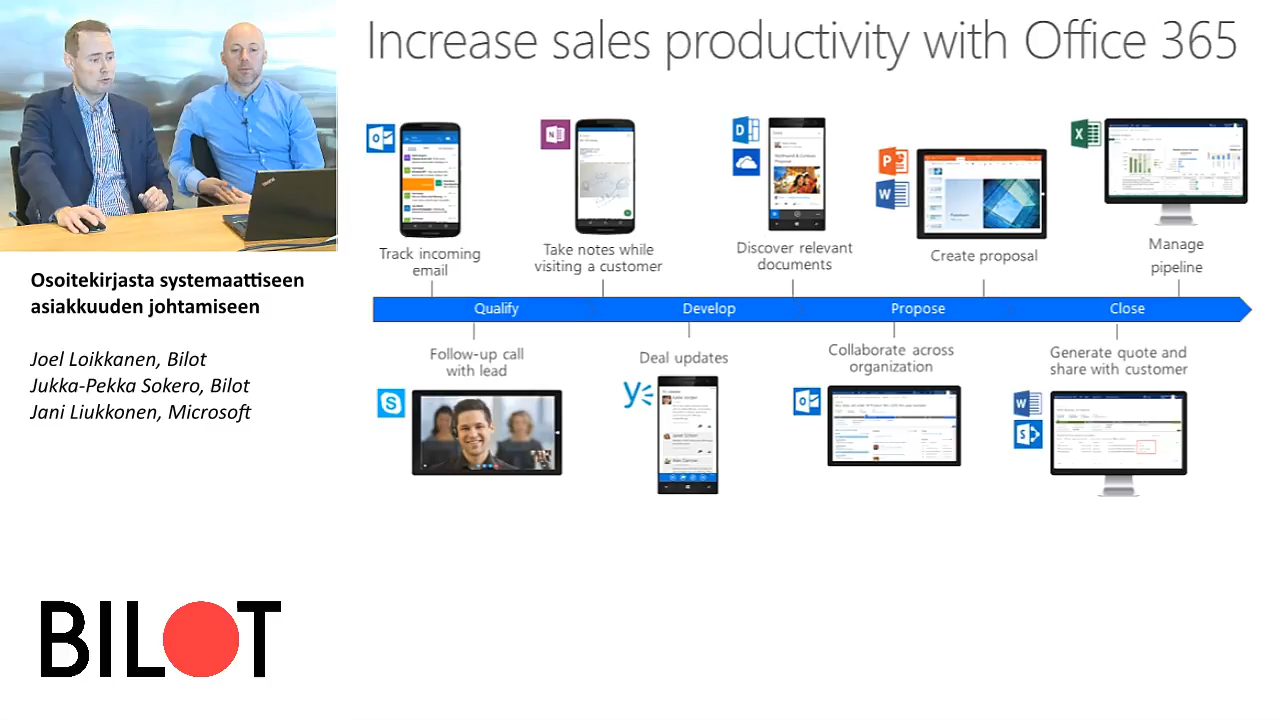 Increase sales productivity with Office 365
Osoitekirjasta systemaattiseen
asiakkuuden johtamiseen
Joel Loikkanen, Bilot
Jukka-Pekka Sokero, Bilot
Jani Liukkonen, Microsoft
BILOT
Track incoming
email
Take notes while
visiting a customer
Discover relevant
documents
Create proposal
Manage
pipeline
Qualify
Develop
Propose
Close
Follow-up call
with lead
Deal updates
Collaborate across
organization
Generate quote and
share with customer